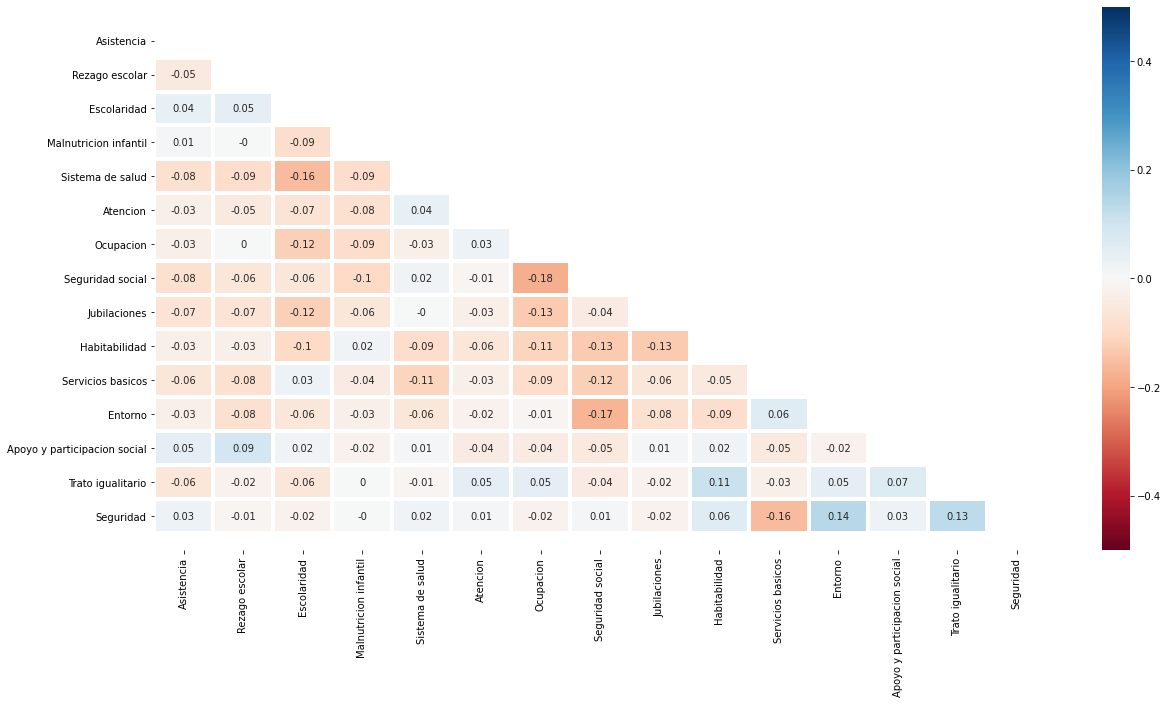 Asistencia
Rezago escolar -0.05
Escolaridad 0.04 0.05
Malnutricion infantil 0.01 -0 -0.09
Sistema de salud -0.08 -0.09 -0.16 -0.09
Atencion -0.03 -0.05 -0.07 -0.08 0.04
Ocupacion -0.03 0 -0.12 -0.09 -0.03 0.03
Seguridad social -0.08 -0.06 -0.06 -0.1 0.02 -0.01 -0.18
Jubilaciones -0.07 -0.07 -0.12 -0.06 -0 -0.03 -0.13 -0.04
Habitabilidad -0.03 -0.03 -0.1 0.02 -0.09 -0.06 -0.11 -0.13 -0.13
Servicios basicos -0.06 -0.08 0.03 -0.04 -0.11 -0.03 -0.09 -0.12 -0.06 -0.05
Entorno -0.03 -0.08 -0.06 -0.03 -0.06 -0.02 -0.01 -0.17 -0.08 -0.09 0.06
Apoyo y participacion social 0.05 0.09 0.02 -0.02 0.01 -0.04 -0.04 -0.05 0.01 0.02 -0.05 -0.02
Trato igualitario -0.06 -0.02 -0.06 0 -0.01 0.05 0.05 -0.04 -0.02 0.11 -0.03 0.05 0.07
Seguridad 0.03 -0.01 -0.02 -0 0.02 0.01 -0.02 0.01 -0.02 0.06 -0.16 0.14 0.03 0.13
Asistencia
Rezago escolar
Escolaridad
Malnutricion infantil
Sistema de salud
Atencion
Ocupacion
Seguridad social
Jubilaciones
Habitabilidad
Servicios basicos
Entorno
Apoyo y participacion social
Trato igualitario
Seguridad
0.4
0.2
0.0
−0.2
−0.4